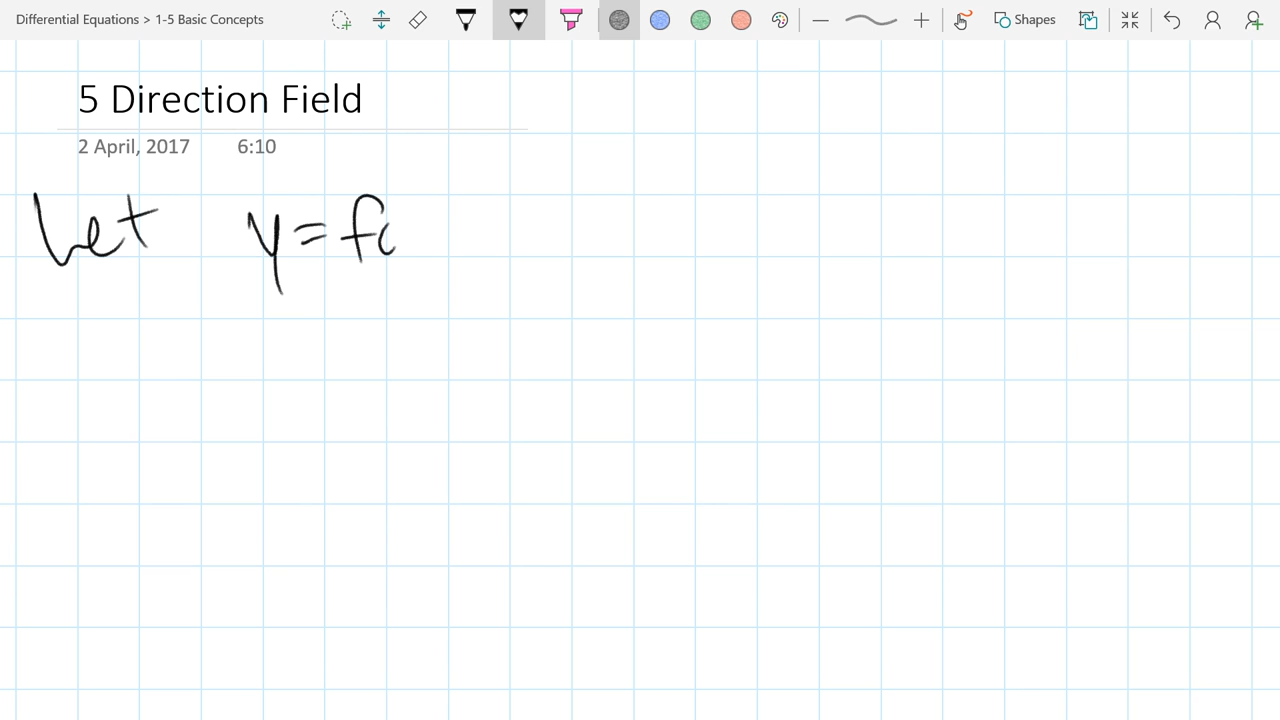 Differential Equations > 1-5 Basic Concepts
Shapes
5 Direction Field
2 April, 2017 6:10
Let y = f(